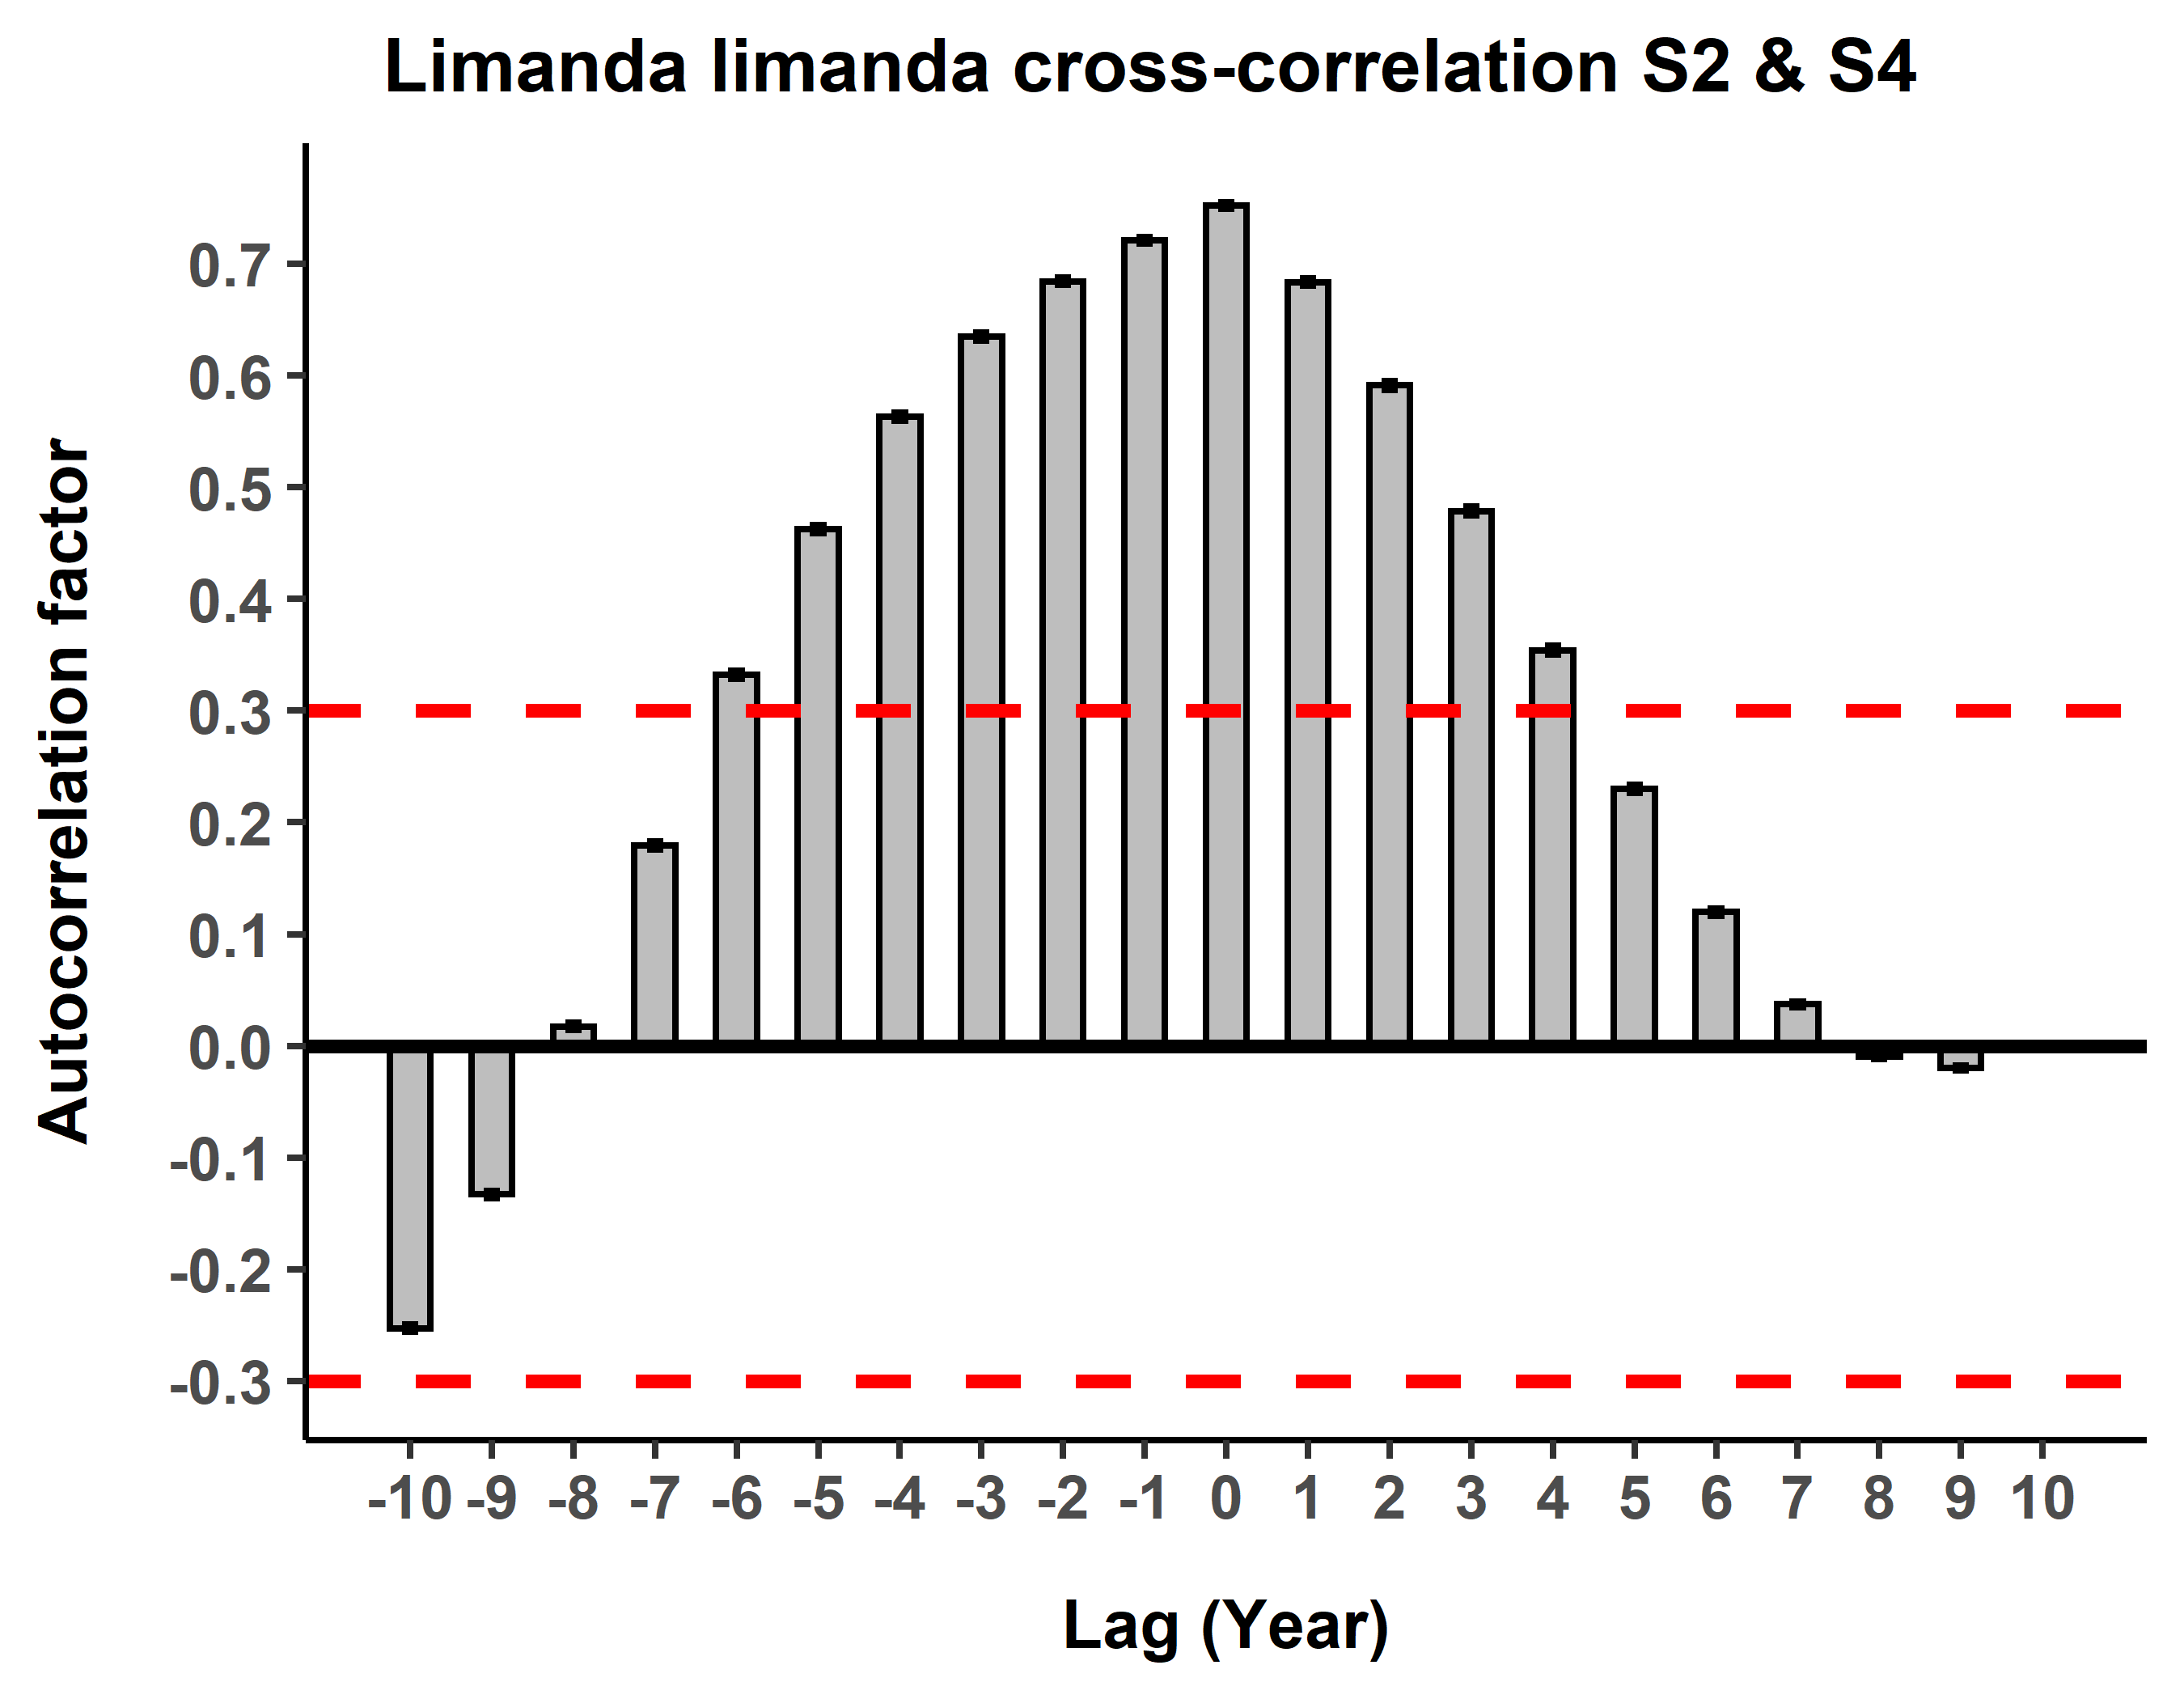 Limanda limanda cross-correlation S2 & S4
Autocorrelation factor
0.7
0.6
0.5
0.4
0.3
0.2
0.1
0.0
-0.1
-0.2
-0.3
-10 -9 -8 -7 -6 -5 -4 -3 -2 -1 0 1 2 3 4 5 6 7 8 9 10
Lag (Year)